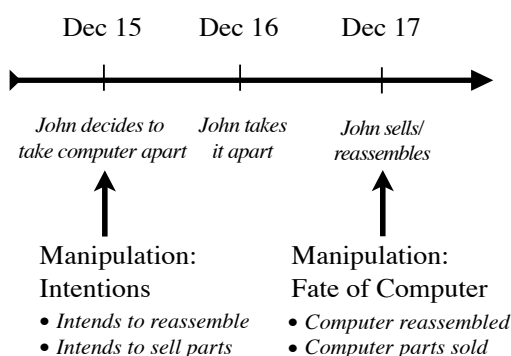 Dec 15 Dec 16 Dec 17
John decides to take computer apart
John takes it apart
John sells/ reassembles
Manipulation:
Intentions
• Intends to reassemble
• Intends to sell parts
Manipulation:
Fate of Computer
• Computer reassembled
• Computer parts sold